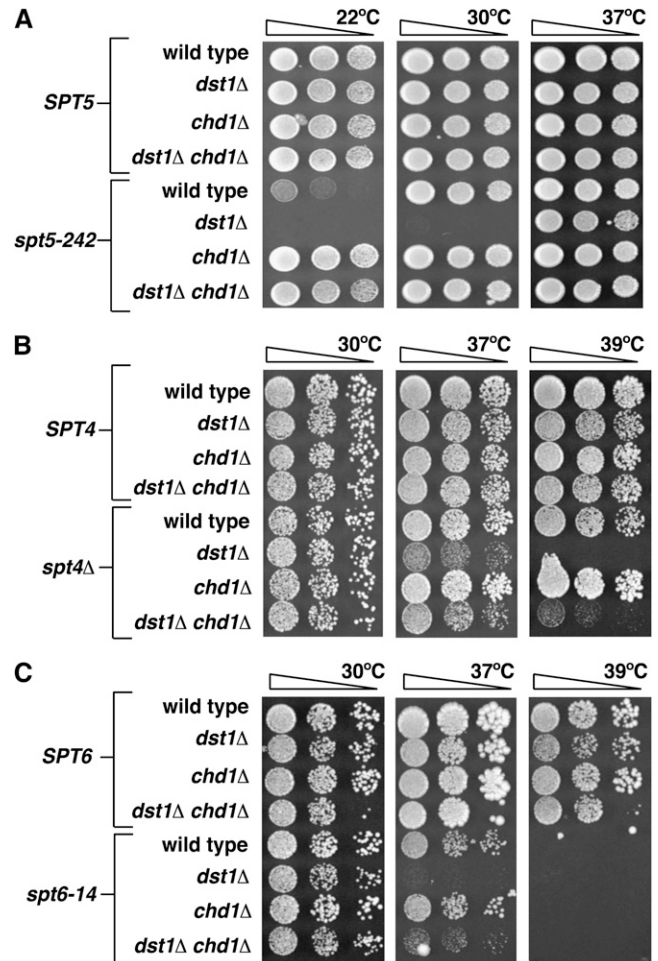 A
22ºC
30ºC
37ºC
SPT5
wild type
dst1Δ
chd1Δ
dst1Δ chd1Δ
spt5-242
wild type
dst1Δ
chd1Δ
dst1Δ chd1Δ
B
30ºC
37ºC
39ºC
SPT4
wild type
dst1Δ
chd1Δ
dst1Δ chd1Δ
spt4Δ
wild type
dst1Δ
chd1Δ
dst1Δ chd1Δ
C
30ºC
37ºC
39ºC
SPT6
wild type
dst1Δ
chd1Δ
dst1Δ chd1Δ
spt6-14
wild type
dst1Δ
chd1Δ
dst1Δ chd1Δ